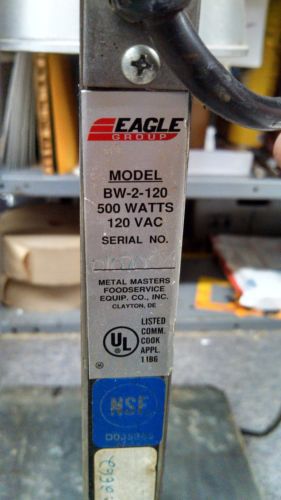 EAGLE
GROUP
MODEL
BW-2-120
500 WATTS
120 VAC
SERIAL NO.
METAL MASTERS
FOODSERVICE
EQUIP. CO., INC.
CLAYTON, DE
UL
LISTED
COMM.
COOK
APPL.
11B6
NSF